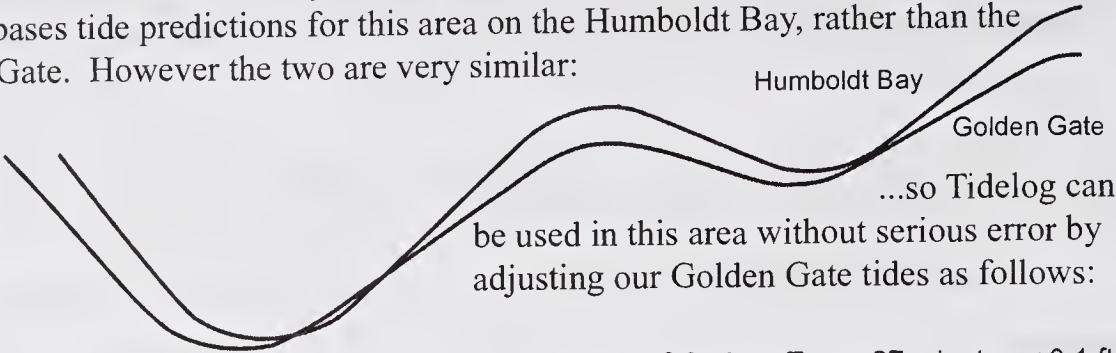 bases tide predictions for this area on the Humboldt Bay, rather than the
Gate. However the two are very similar:
Humboldt Bay
Golden Gate
...so Tidelog can
be used in this area without serious error by
adjusting our Golden Gate tides as follows: